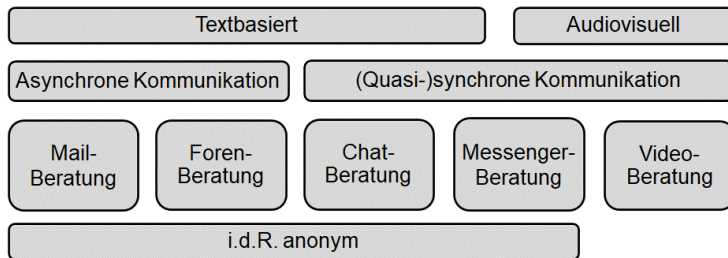 Textbasiert
Audiovisuell
Asynchrone Kommunikation
(Quasi-)synchrone Kommunikation
Mail-
Beratung
Foren-
Beratung
Chat-
Beratung
Messenger-
Beratung
Video-
Beratung
i.d.R. anonym